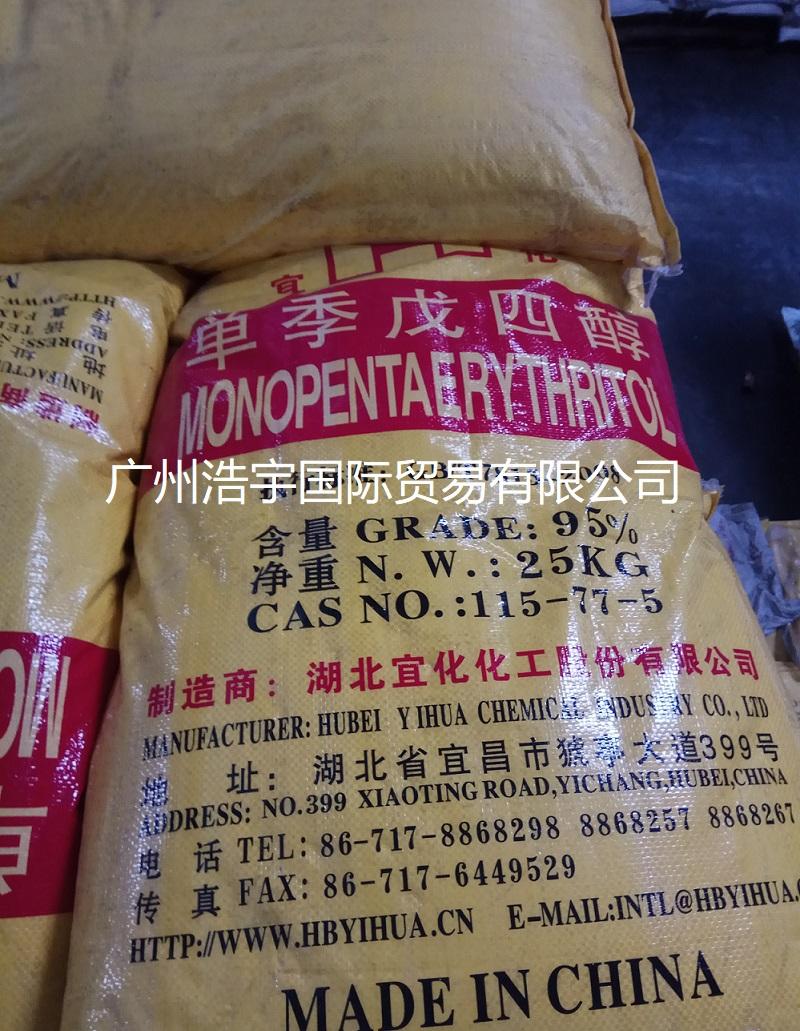 宜 化
单季戊四醇
MONOPENTAERYTHRITOL
广州浩宇国际贸易有限公司
含量 GRADE: 95%
净重 N. W.: 25KG
CAS NO.:115-77-5
制造商: 湖北宜化化工股份有限公司
MANUFACTURER: HUBEI YIHUA CHEMICAL INDUSTRY CO., LTD
地 址: 湖北省宜昌市猇亭大道399号
ADDRESS: NO.399 XIAOTING ROAD,YICHANG,HUBEI,CHINA
电 话 TEL: 86-717-8868298 8868257 8868267
传 真 FAX: 86-717-6449529
HTTP://WWW.HBYIHUA.CN E-MAIL:INTL@HBYIHUA.
MADE IN CHINA